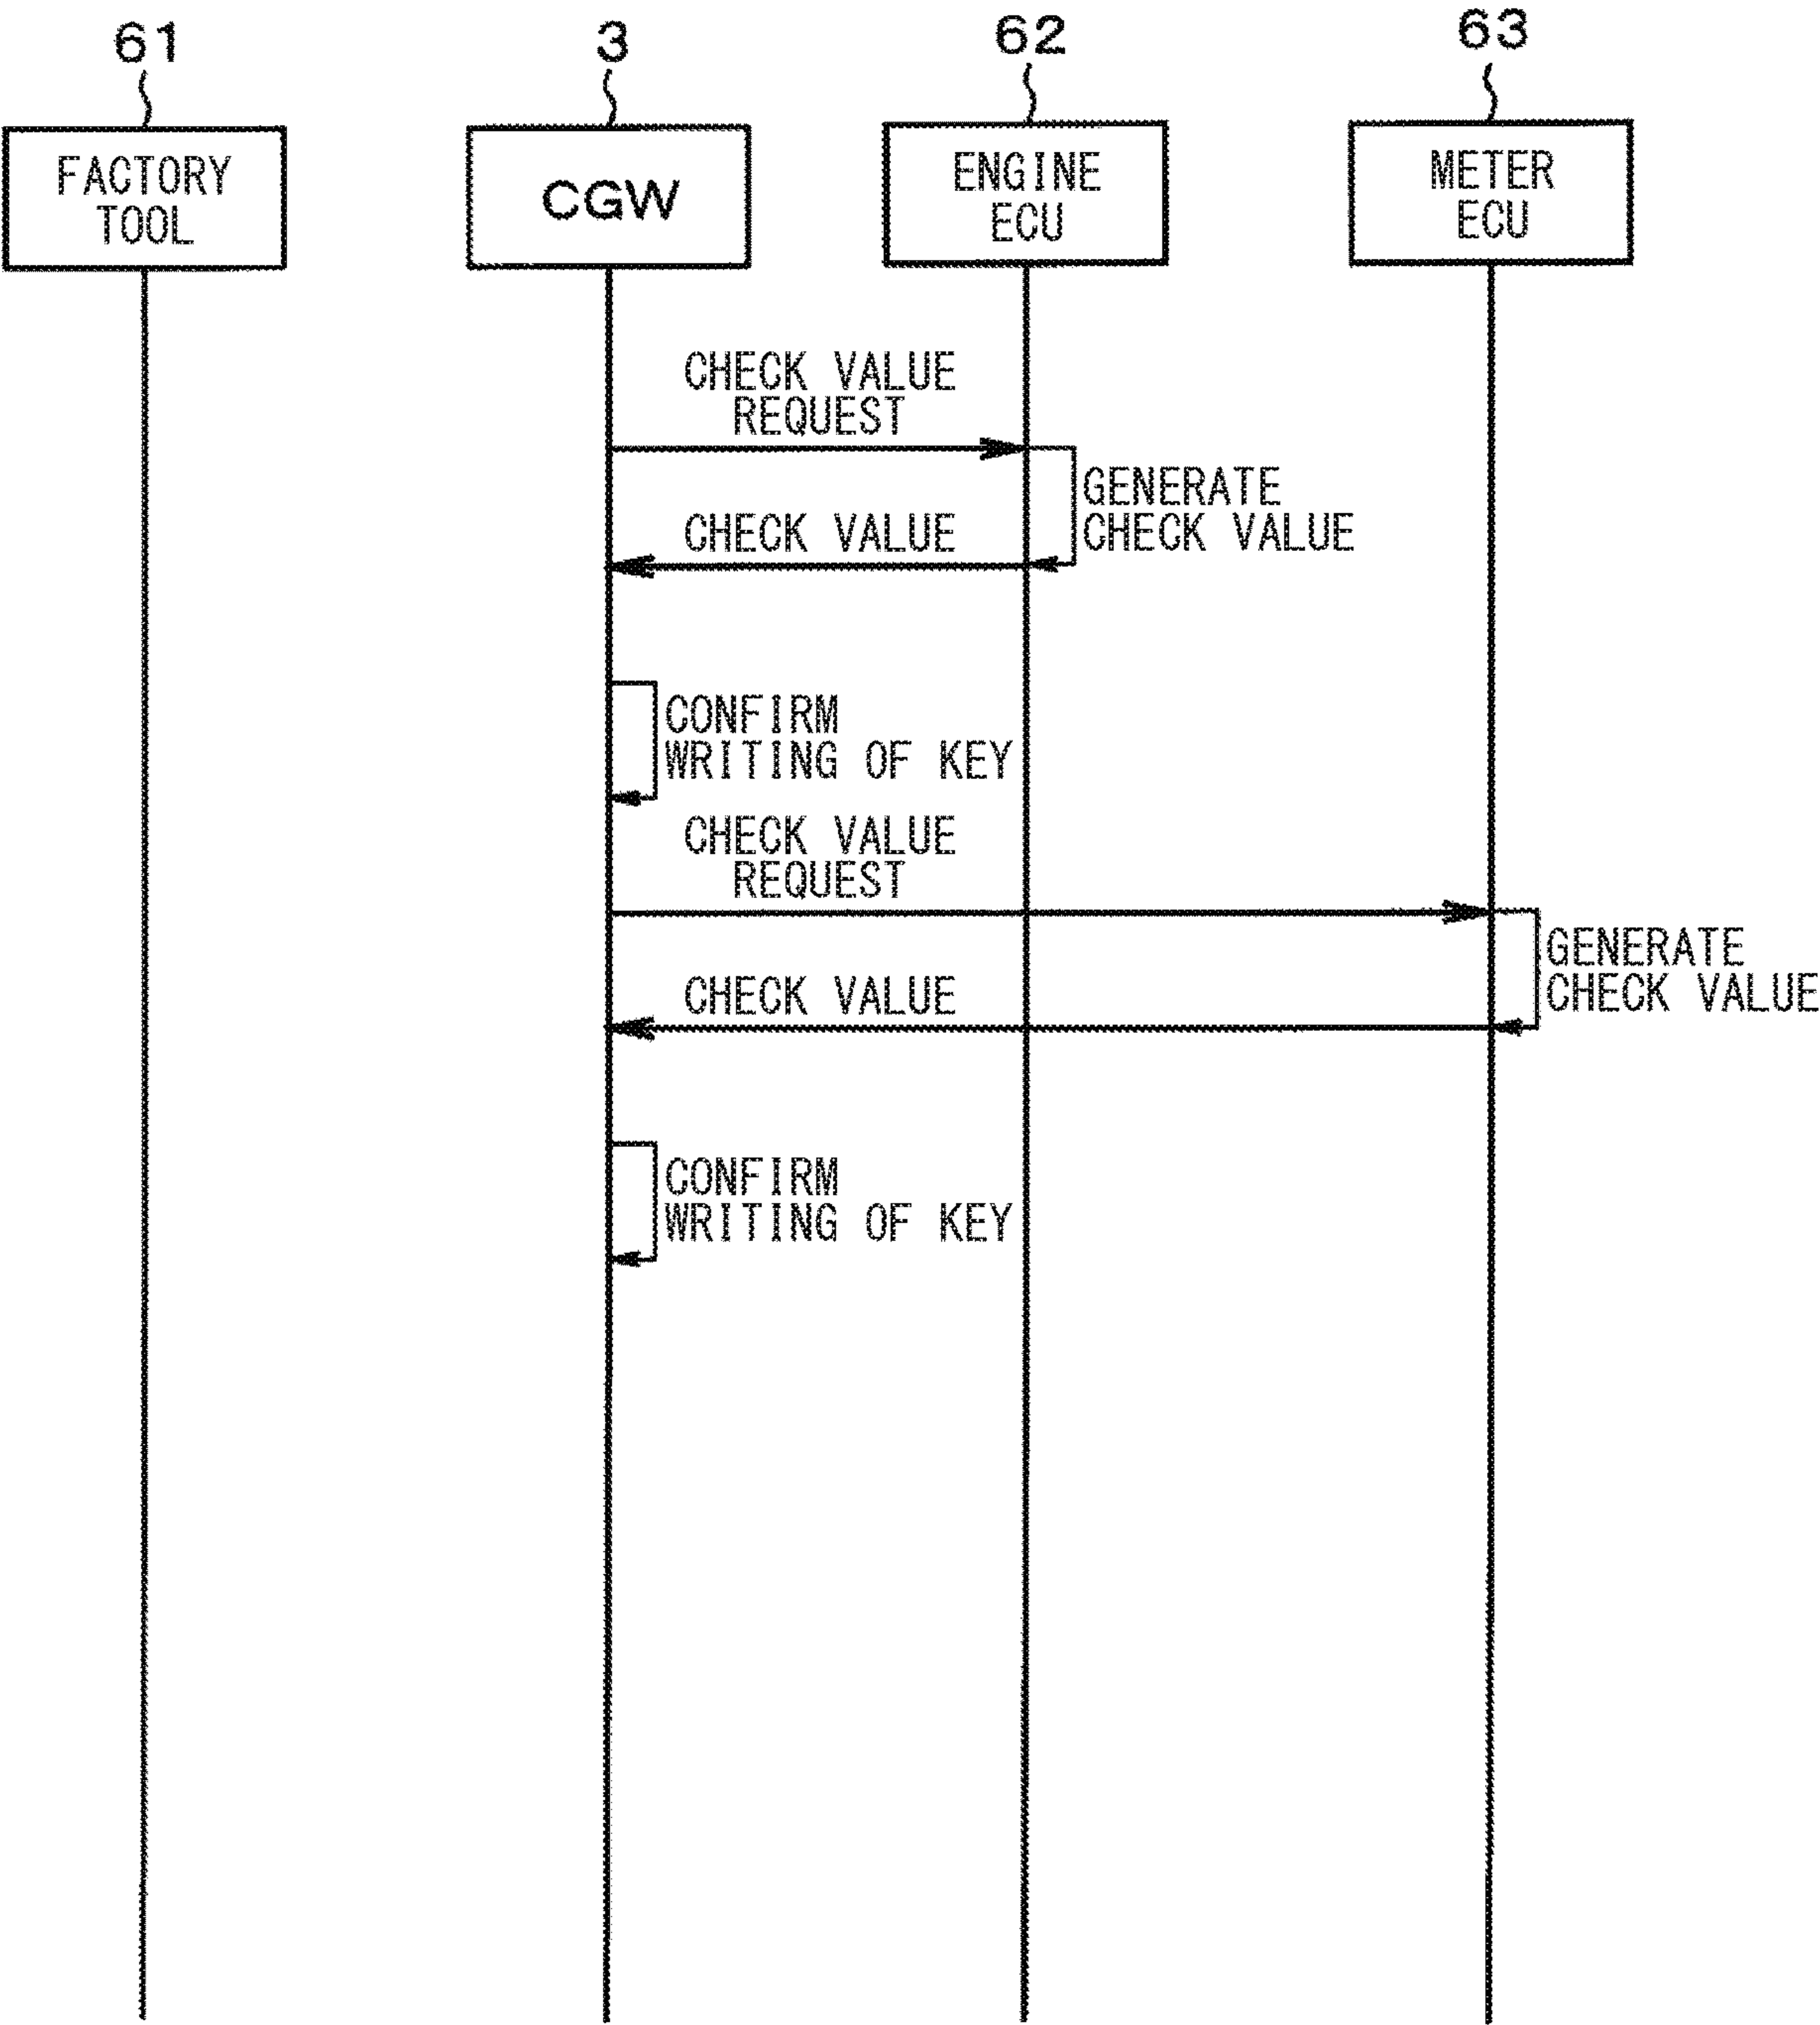 61
3
62
63
FACTORY
TOOL
CGW
ENGINE
ECU
METER
ECU
CHECK VALUE
REQUEST
GENERATE
CHECK VALUE
CHECK VALUE
CONFIRM
WRITING OF KEY
CHECK VALUE
REQUEST
GENERATE
CHECK VALUE
CHECK VALUE
CONFIRM
WRITING OF KEY